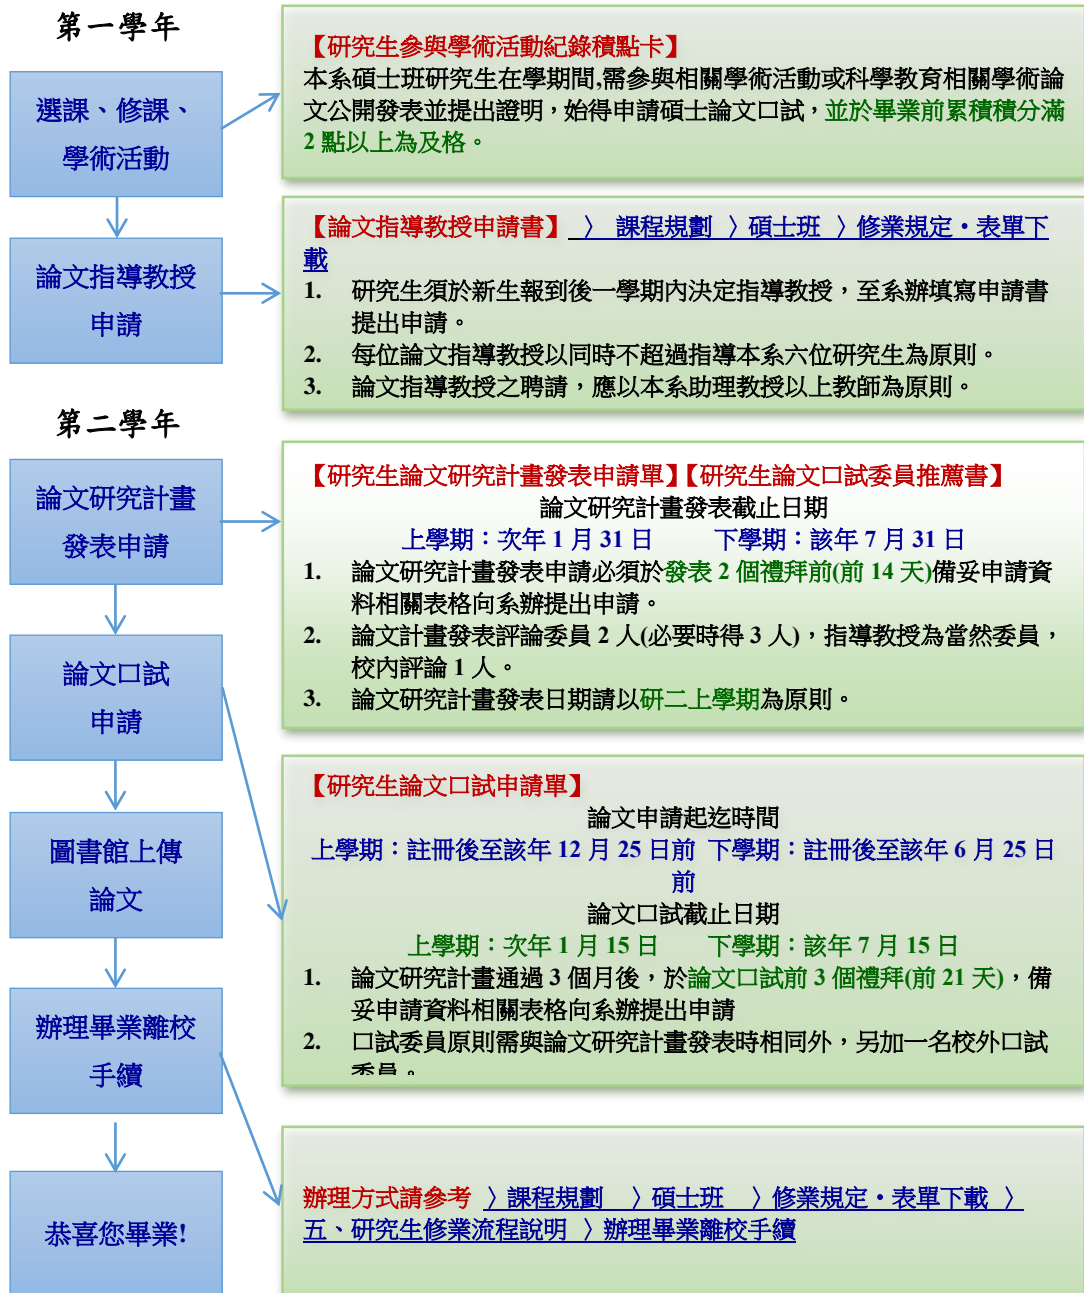 第一學年
選課、修課、
學術活動
【研究生參與學術活動紀錄積點卡】
本系碩士班研究生在學期間,需參與相關學術活動或科學教育相關學術論
文公開發表並提出證明，始得申請碩士論文口試，並於畢業前累積積分滿
2 點以上為及格。
論文指導教授
申請
【論文指導教授申請書】 〉 課程規劃 〉碩士班 〉修業規定・表單下
載
1. 研究生須於新生報到後一學期內決定指導教授，至系辦填寫申請書
提出申請。
2. 每位論文指導教授以同時不超過指導本系六位研究生為原則。
3. 論文指導教授之聘請，應以本系助理教授以上教師為原則。
第二學年
論文研究計畫
發表申請
【研究生論文研究計畫發表申請單】【研究生論文口試委員推薦書】
論文研究計畫發表截止日期
上學期：次年 1 月 31 日 下學期：該年 7 月 31 日
1. 論文研究計畫發表申請必須於發表 2 個禮拜前(前 14 天)備妥申請資
料相關表格向系辦提出申請。
2. 論文計畫發表評論委員 2 人(必要時得 3 人)，指導教授為當然委員，
校內評論 1 人。
3. 論文研究計畫發表日期請以研二上學期為原則。
論文口試
申請
【研究生論文口試申請單】
論文申請起迄時間
上學期：註冊後至該年 12 月 25 日前 下學期：註冊後至該年 6 月 25 日
前
論文口試截止日期
上學期：次年 1 月 15 日 下學期：該年 7 月 15 日
1. 論文研究計畫通過 3 個月後，於論文口試前 3 個禮拜(前 21 天)，備
妥申請資料相關表格向系辦提出申請
2. 口試委員原則需與論文研究計畫發表時相同外，另加一名校外口試
委員。
圖書館上傳
論文
辦理畢業離校
手續
辦理方式請參考 〉課程規劃 〉碩士班 〉修業規定・表單下載 〉
五、研究生修業流程說明 〉辦理畢業離校手續
恭喜您畢業!